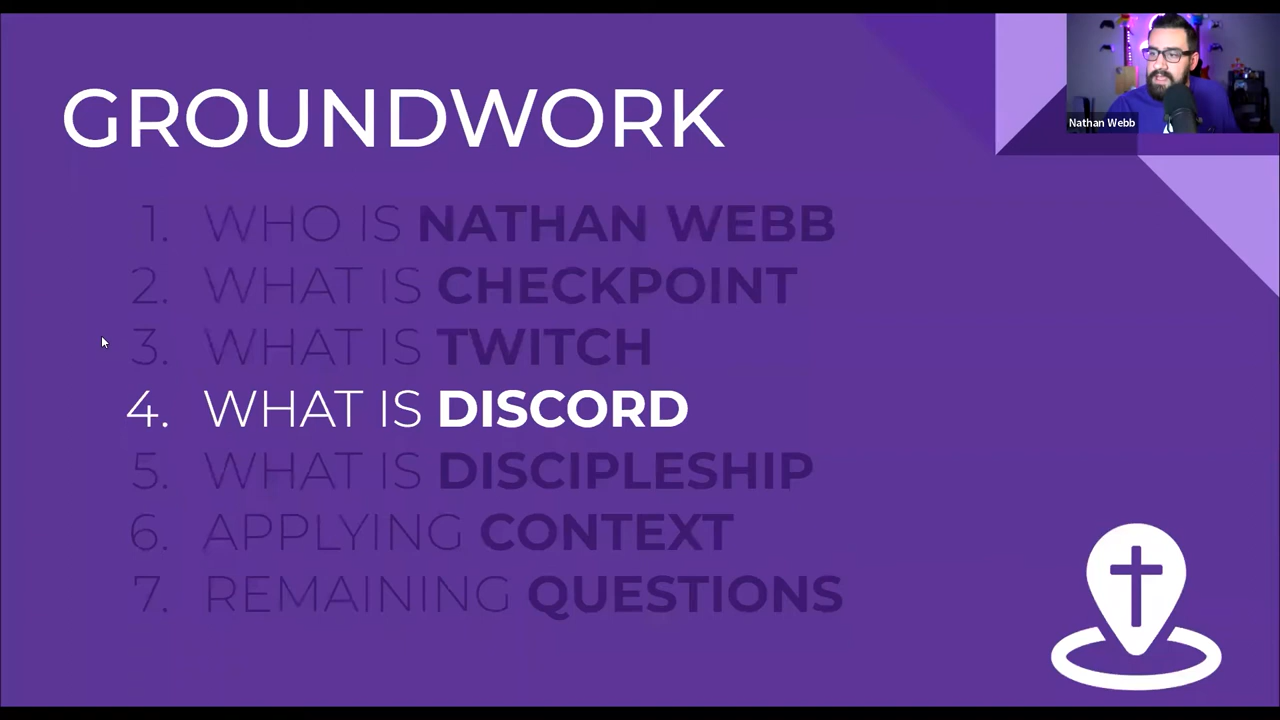 GROUNDWORK
Nathan Webb
1. WHO IS NATHAN WEBB
2. WHAT IS CHECKPOINT
3. WHAT IS TWITCH
4. WHAT IS DISCORD
5. WHAT IS DISCIPLESHIP
6. APPLYING CONTEXT
7. REMAINING QUESTIONS